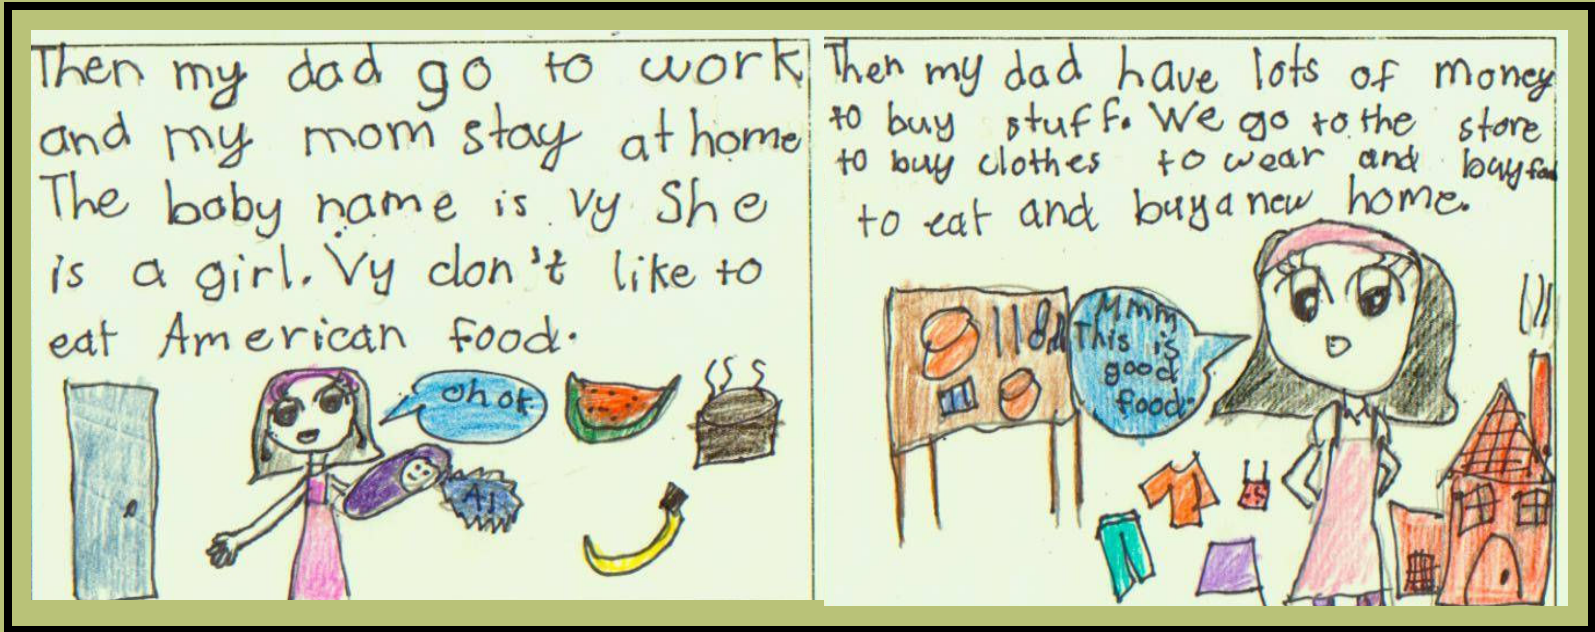 Then my dad go to work
and my mom stay at home
The baby name is Vy She
is a girl. Vy don't like to
eat American food.
oh ok.
A!
Then my dad have lots of money
to buy stuff. We go to the store
to buy clothes to wear and buy food
to eat and buy a new home.
Mmm
This is
good
food.